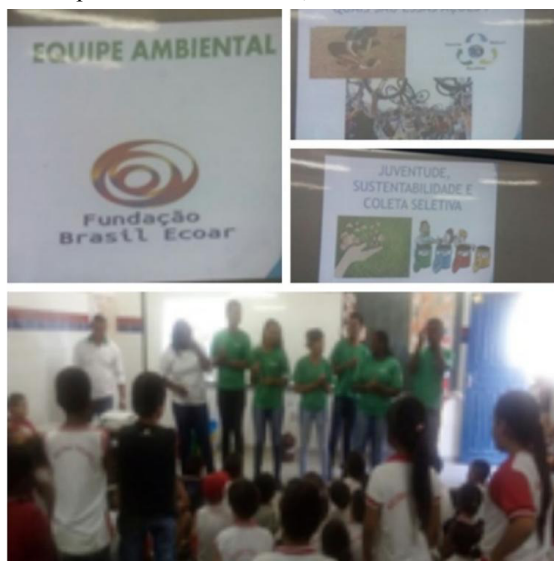 EQUIPE AMBIENTAL
Fundação
Brasil Ecoar
JUVENTUDE,
SUSTENTABILIDADE E
COLETA SELETIVA